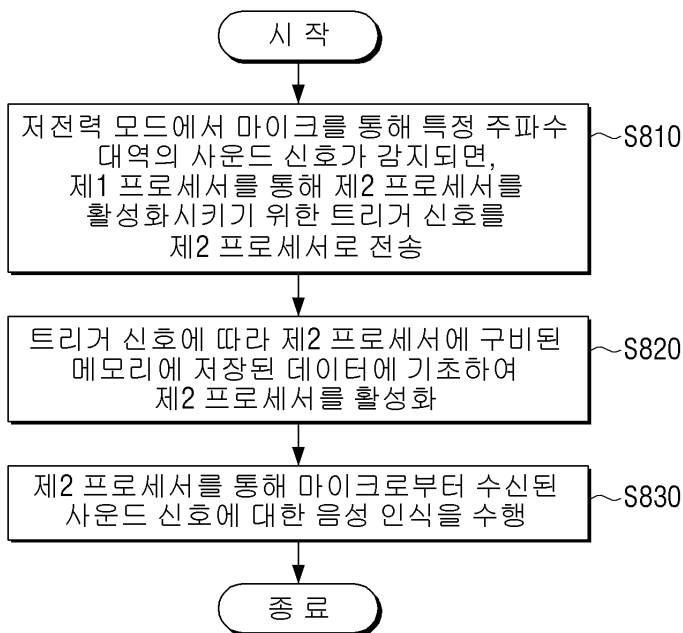 시 작
저전력 모드에서 마이크를 통해 특정 주파수
대역의 사운드 신호가 감지되면,
제1 프로세서를 통해 제2 프로세서를
활성화시키기 위한 트리거 신호를
제2 프로세서로 전송
S810
트리거 신호에 따라 제2 프로세서에 구비된
메모리에 저장된 데이터에 기초하여
제2 프로세서를 활성화
S820
제2 프로세서를 통해 마이크로부터 수신된
사운드 신호에 대한 음성 인식을 수행
S830
종 료